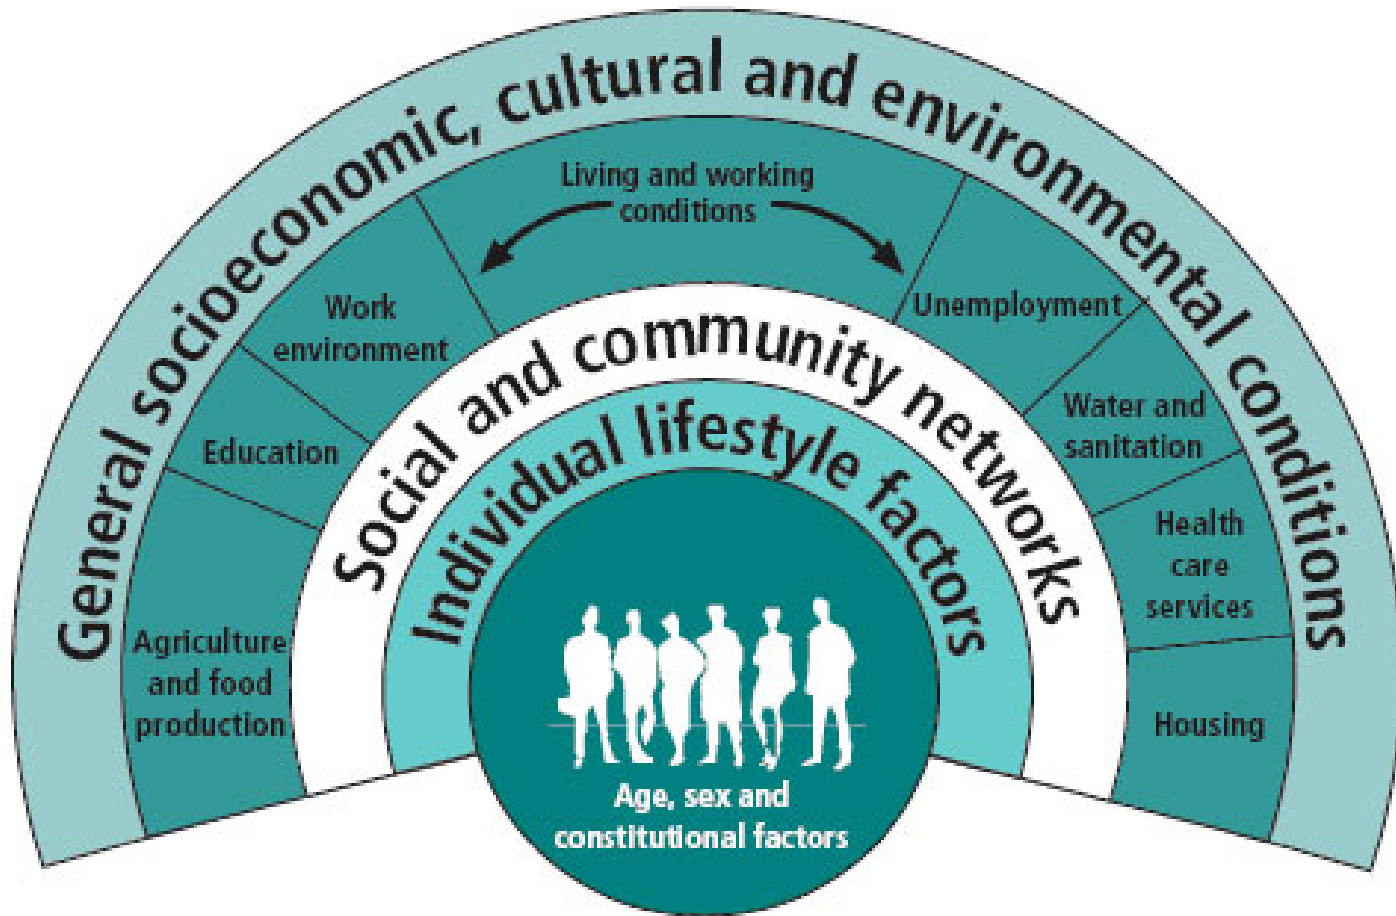 General socioeconomic, cultural and environmental conditions
Living and working
conditions
Work
environment
Unemployment
Education
Water and
sanitation
Agriculture
and food
production
Health
care
services
Housing
Social and community networks
Individual lifestyle factors
Age, sex and
constitutional factors